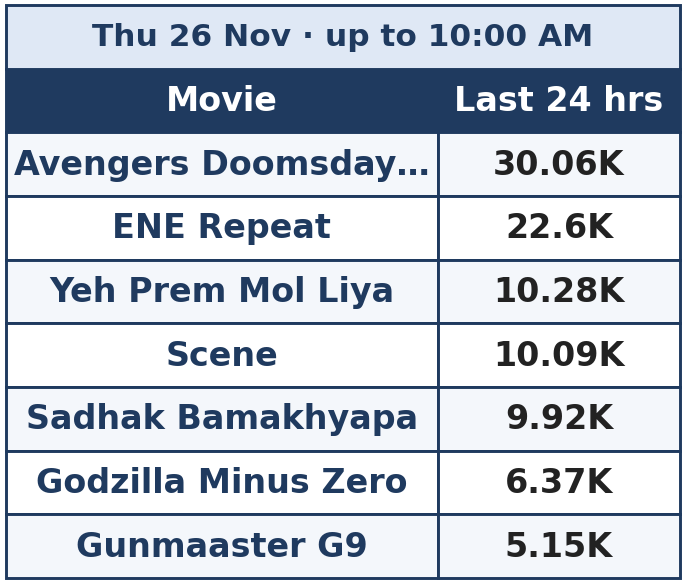 Thu 26 Nov · up to 10:00 AM
Movie Last 24 hrs
Avengers Doomsday... 30.06K
ENE Repeat 22.6K
Yeh Prem Mol Liya 10.28K
Scene 10.09K
Sadhak Bamakhyapa 9.92K
Godzilla Minus Zero 6.37K
Gunmaaster G9 5.15K